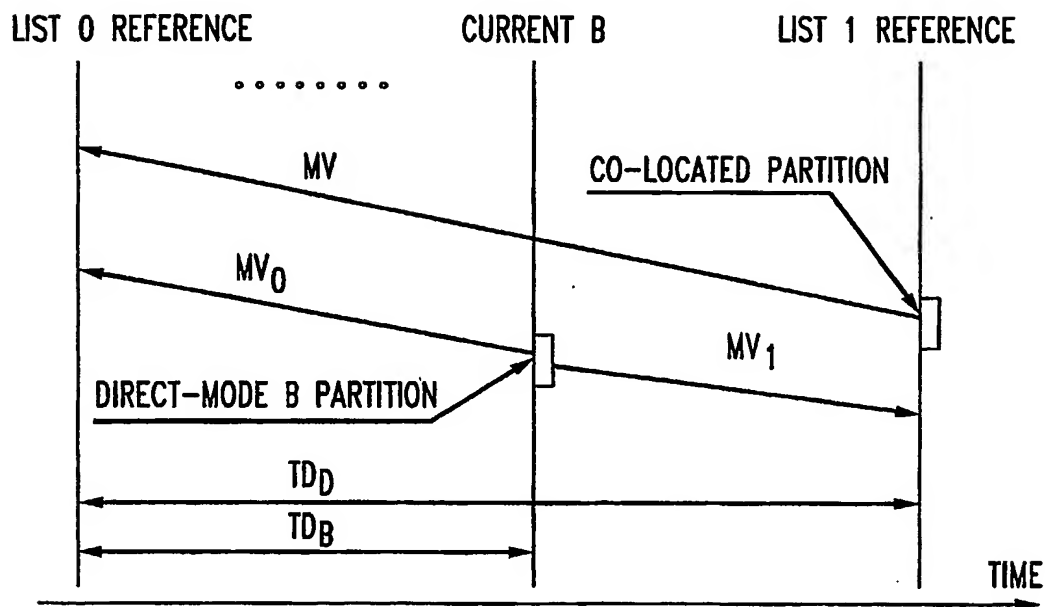 LIST 0 REFERENCE
CURRENT B
LIST 1 REFERENCE
MV
CO-LOCATED PARTITION
MV0
MV1
DIRECT-MODE B PARTITION
TDD
TDB
TIME